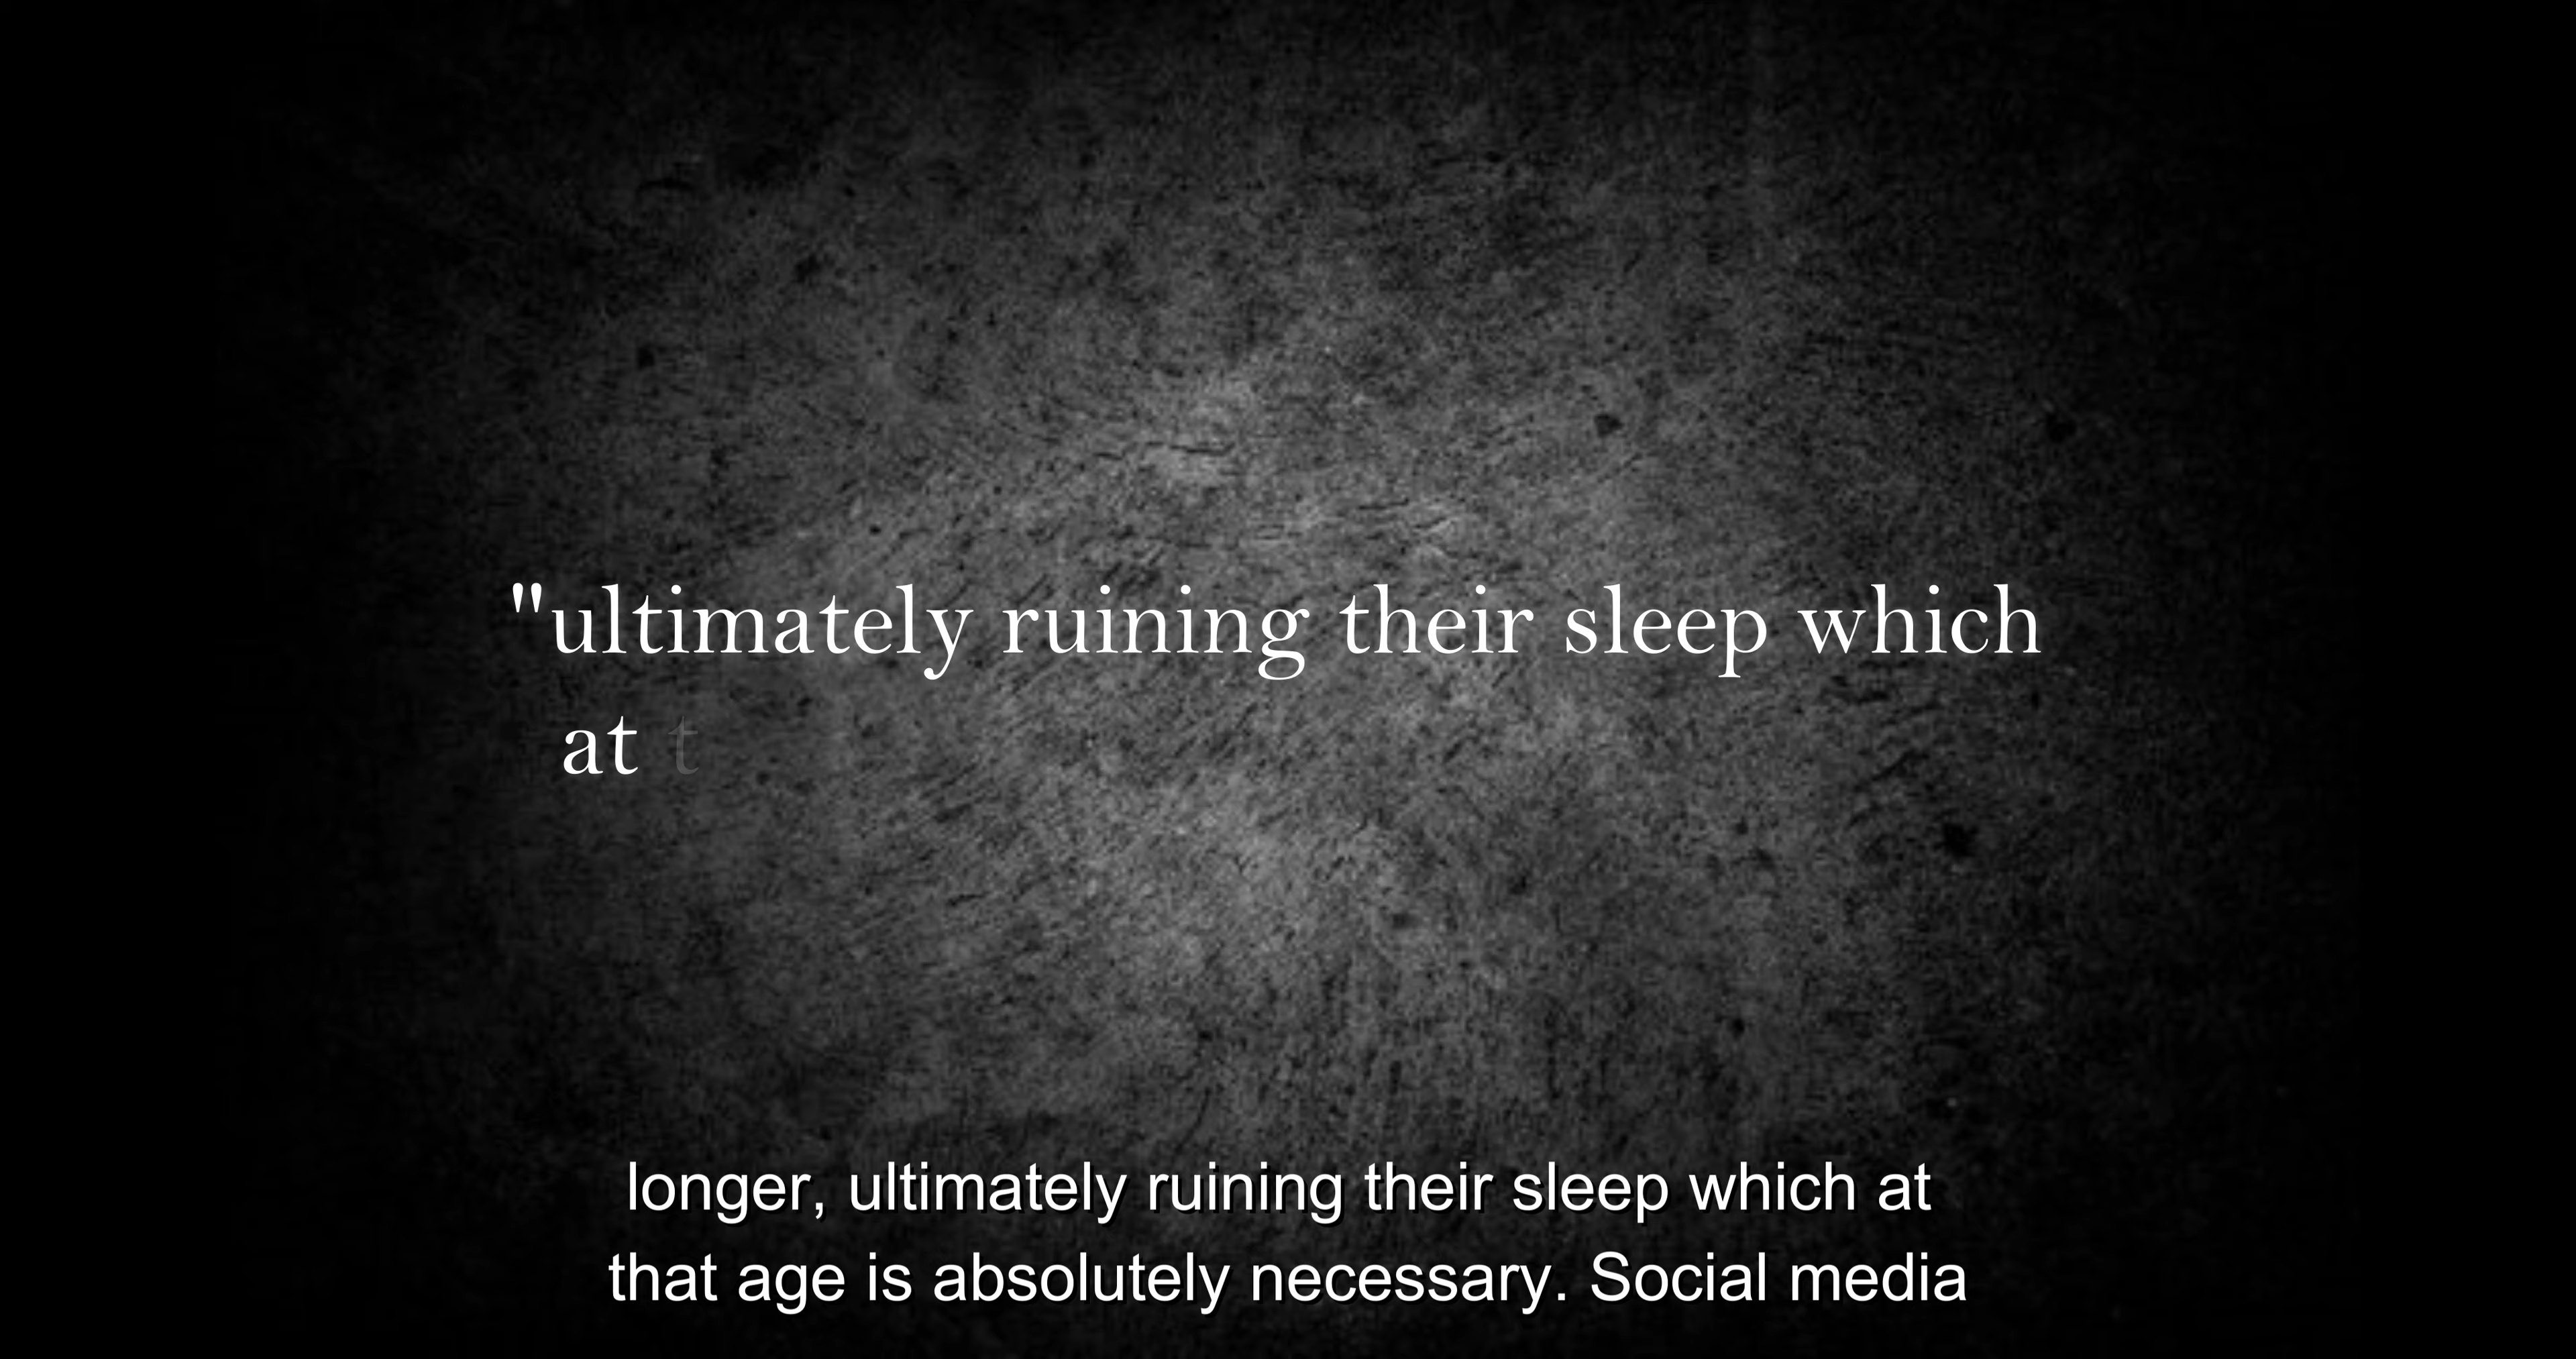 "ultimately ruining their sleep which
at t
longer, ultimately ruining their sleep which at
that age is absolutely necessary. Social media